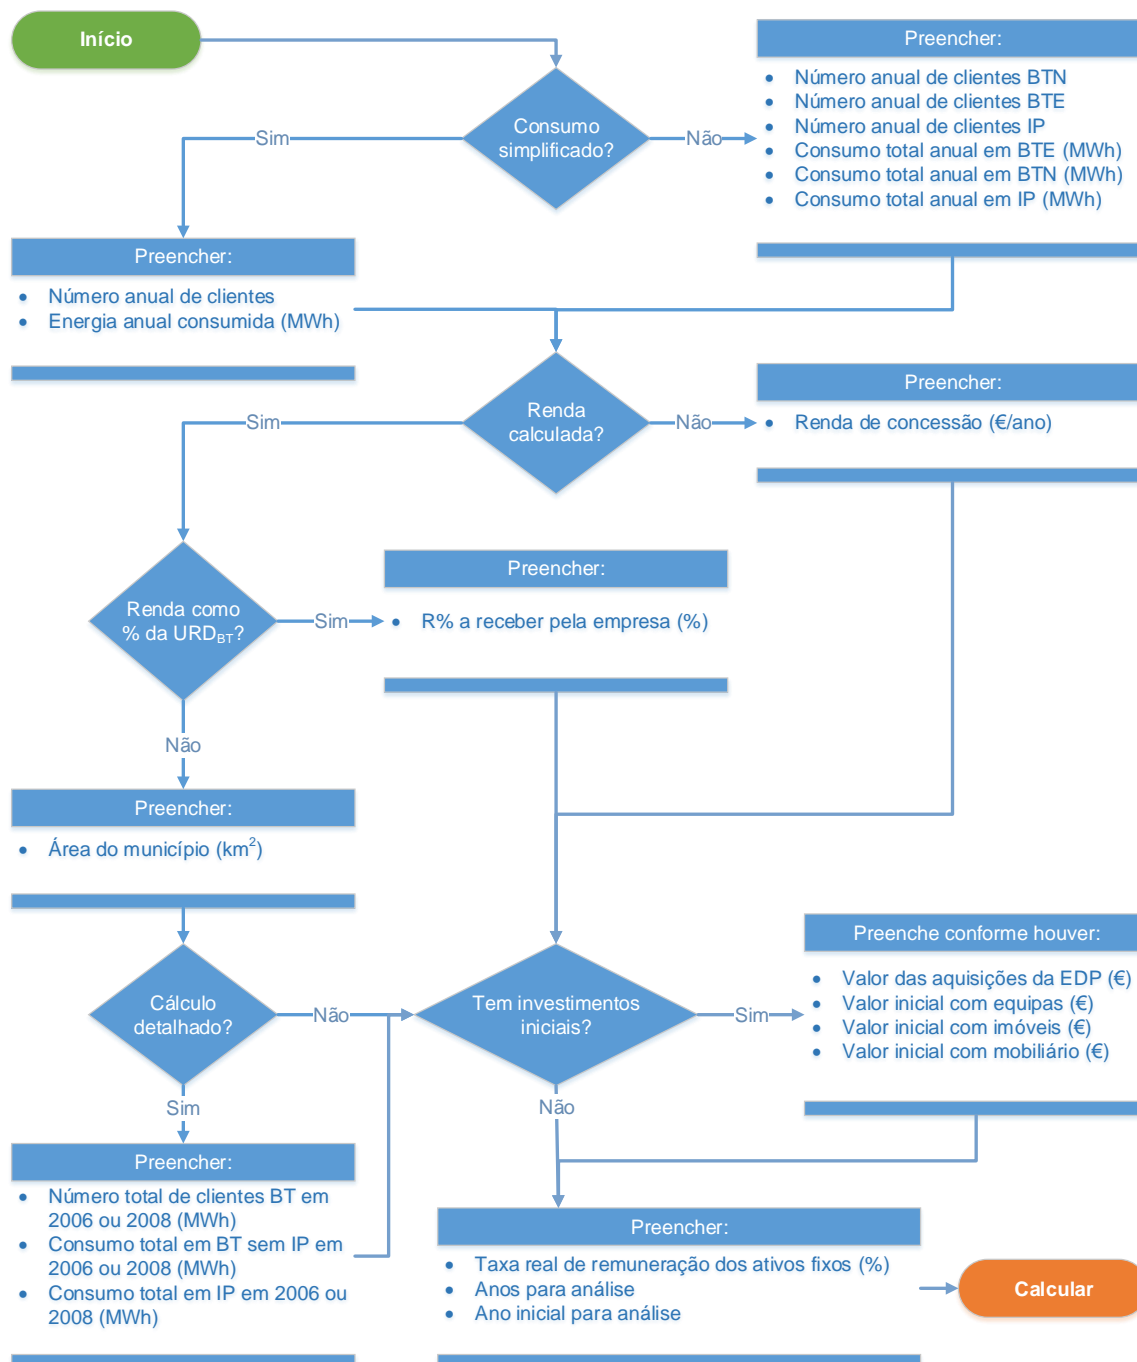 Início
Consumo
simplificado?
Sim
Não
Preencher:
• Número anual de clientes BTN
• Número anual de clientes BTE
• Número anual de clientes IP
• Consumo total anual em BTE (MWh)
• Consumo total anual em BTN (MWh)
• Consumo total anual em IP (MWh)
Preencher:
• Número anual de clientes
• Energia anual consumida (MWh)
Renda
calculada?
Sim
Não
Preencher:
• Renda de concessão (€/ano)
Renda como
% da URD_BT?
Sim
Preencher:
• R% a receber pela empresa (%)
Não
Preencher:
• Área do município (km²)
Cálculo
detalhado?
Não
Sim
Tem investimentos
iniciais?
Sim
Preenche conforme houver:
• Valor das aquisições da EDP (€)
• Valor inicial com equipas (€)
• Valor inicial com imóveis (€)
• Valor inicial com mobiliário (€)
Não
Preencher:
• Número total de clientes BT em
2006 ou 2008 (MWh)
• Consumo total em BT sem IP em
2006 ou 2008 (MWh)
• Consumo total em IP em 2006 ou
2008 (MWh)
Preencher:
• Taxa real de remuneração dos ativos fixos (%)
• Anos para análise
• Ano inicial para análise
Calcular